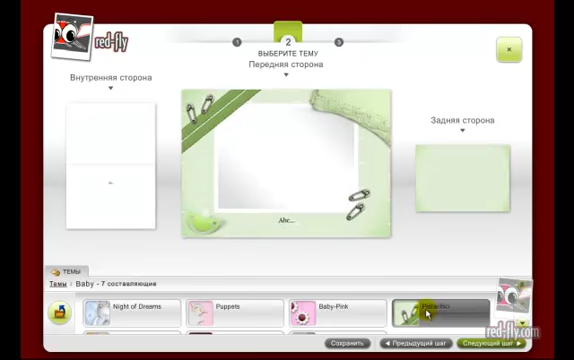 red-fly
1
2
3
×
ВЫБЕРИТЕ ТЕМУ
Передняя сторона
Внутренняя сторона
Задняя сторона
Abc...
ТЕМЫ
Темы / Baby - 7 составляющие
Night of Dreams
Puppets
Baby-Pink
red-fly.com
Сохранить
Предыдущий шаг
Следующий шаг